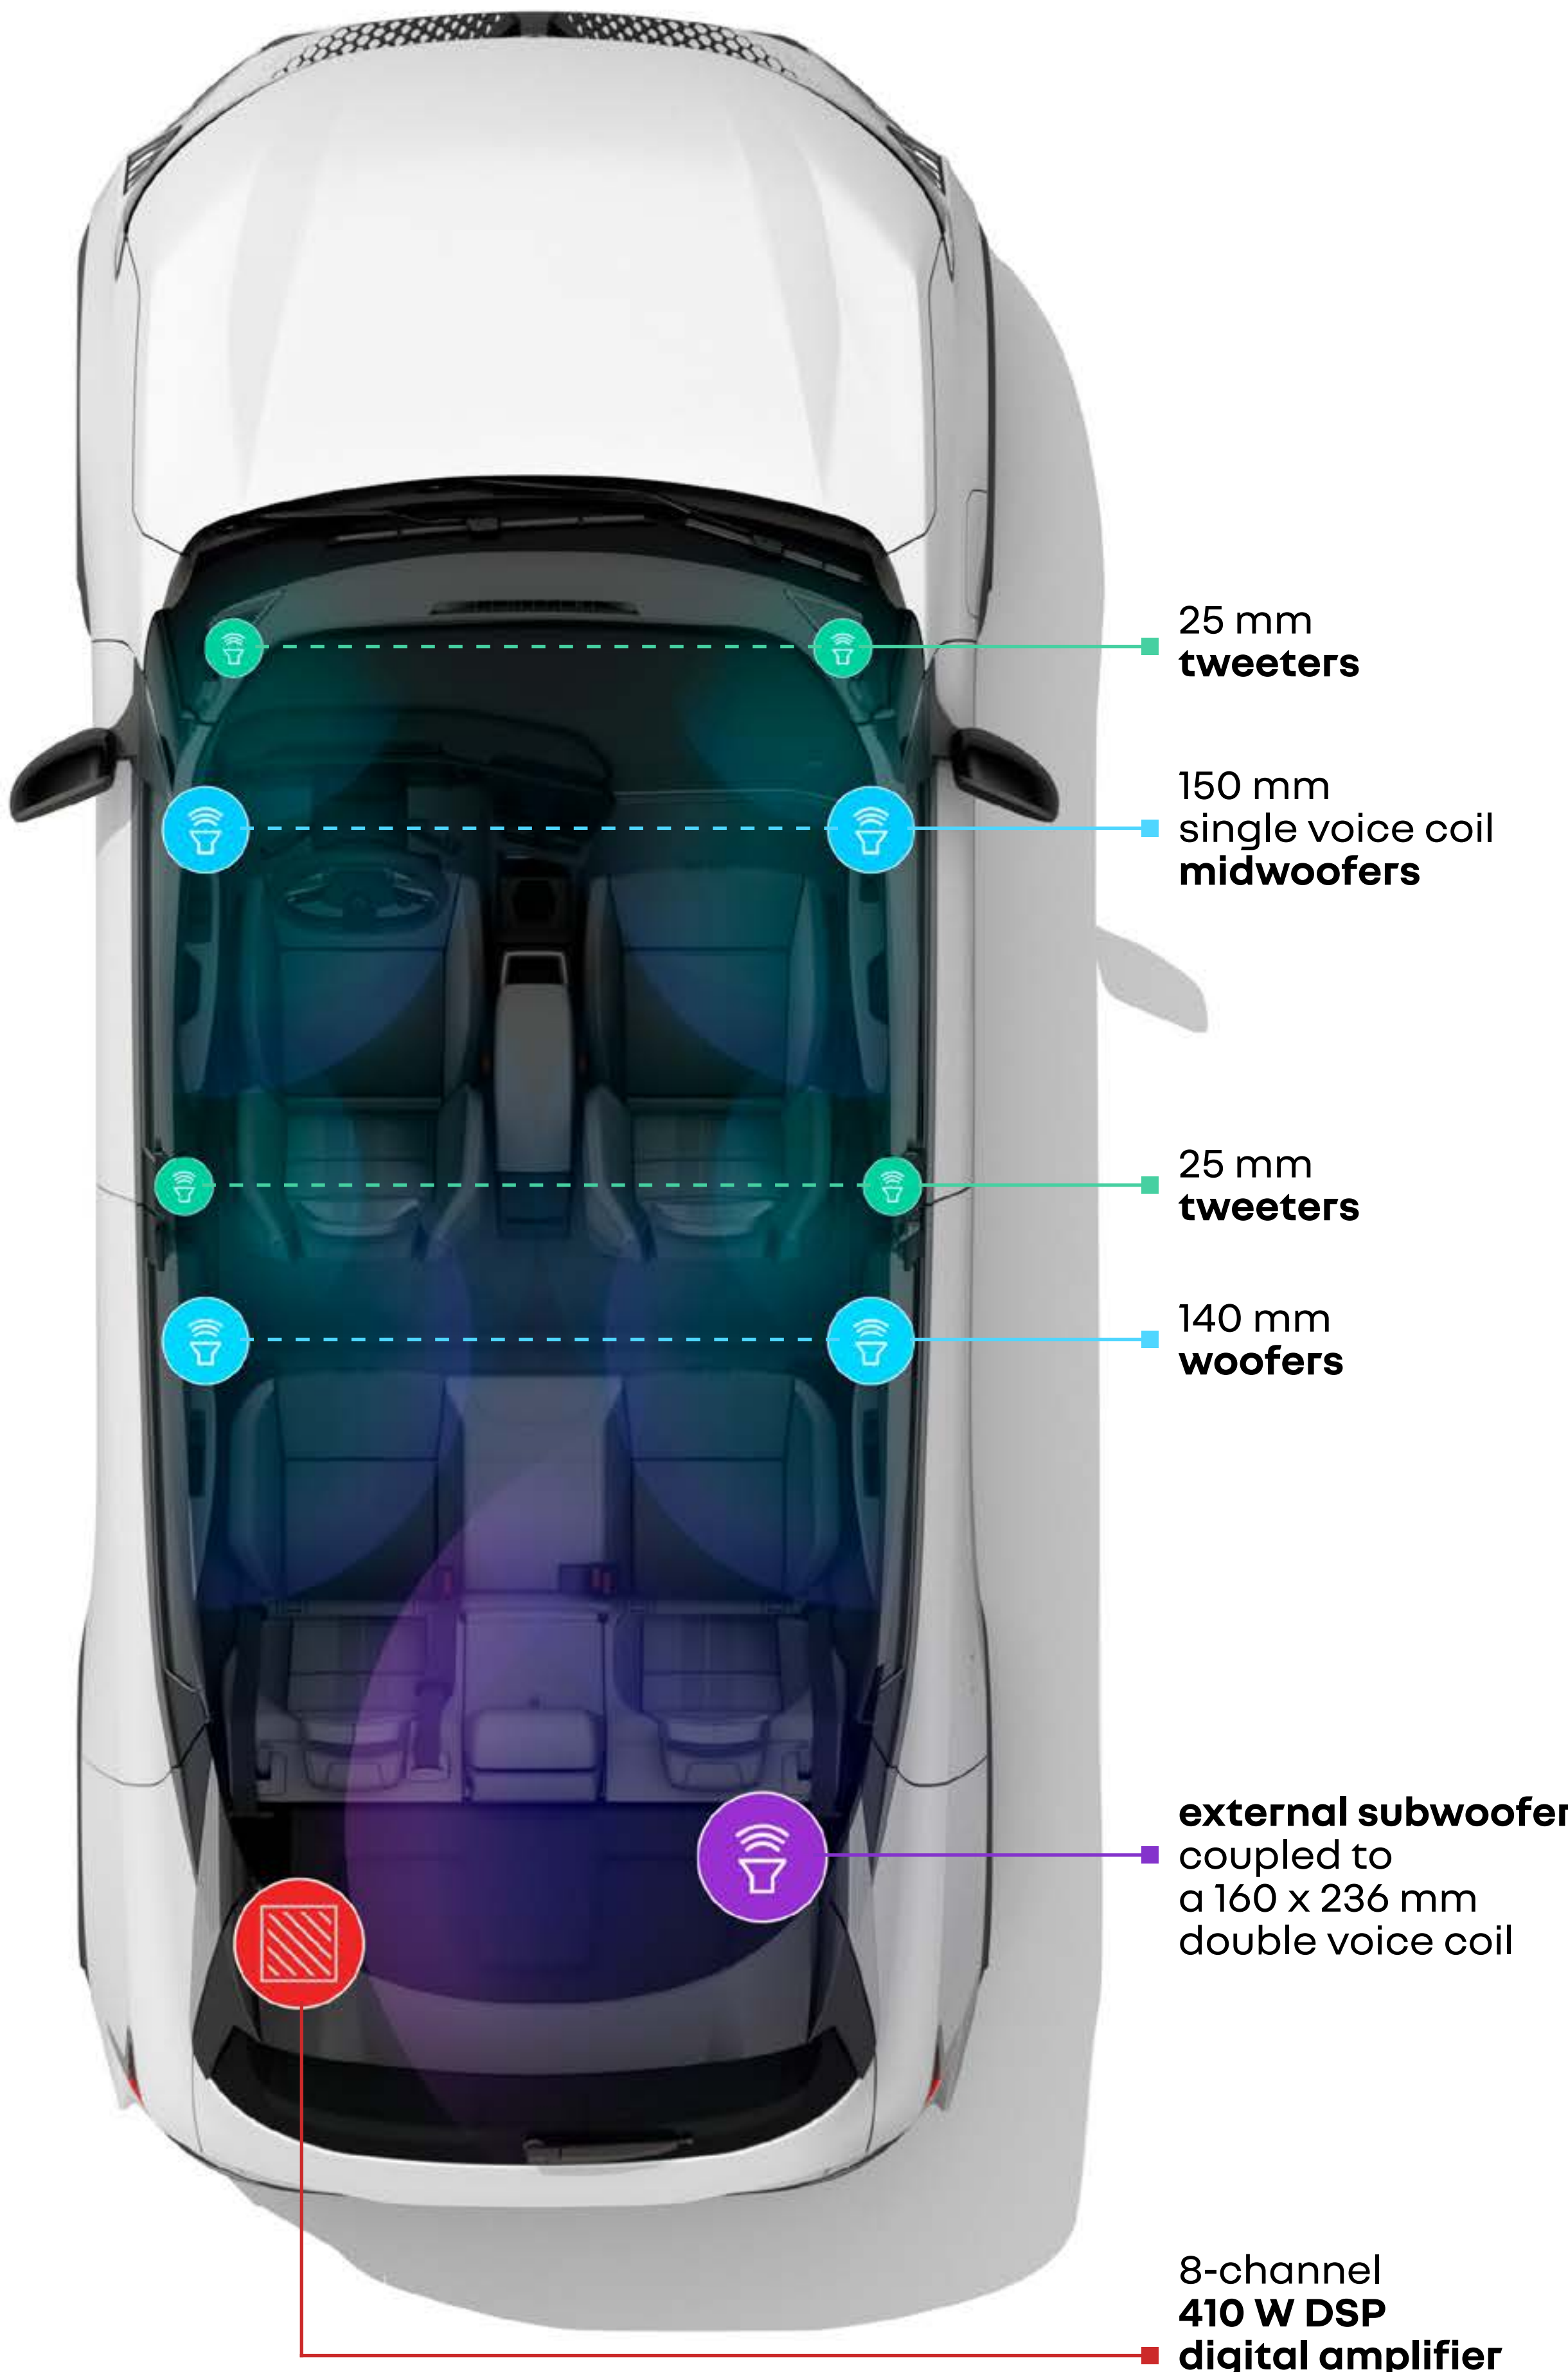 25 mm
tweeters
150 mm
single voice coil
midwoofers
25 mm
tweeters
140 mm
woofers
external subwoofer
coupled to
a 160 x 236 mm
double voice coil
8-channel
410 W DSP
digital amplifier